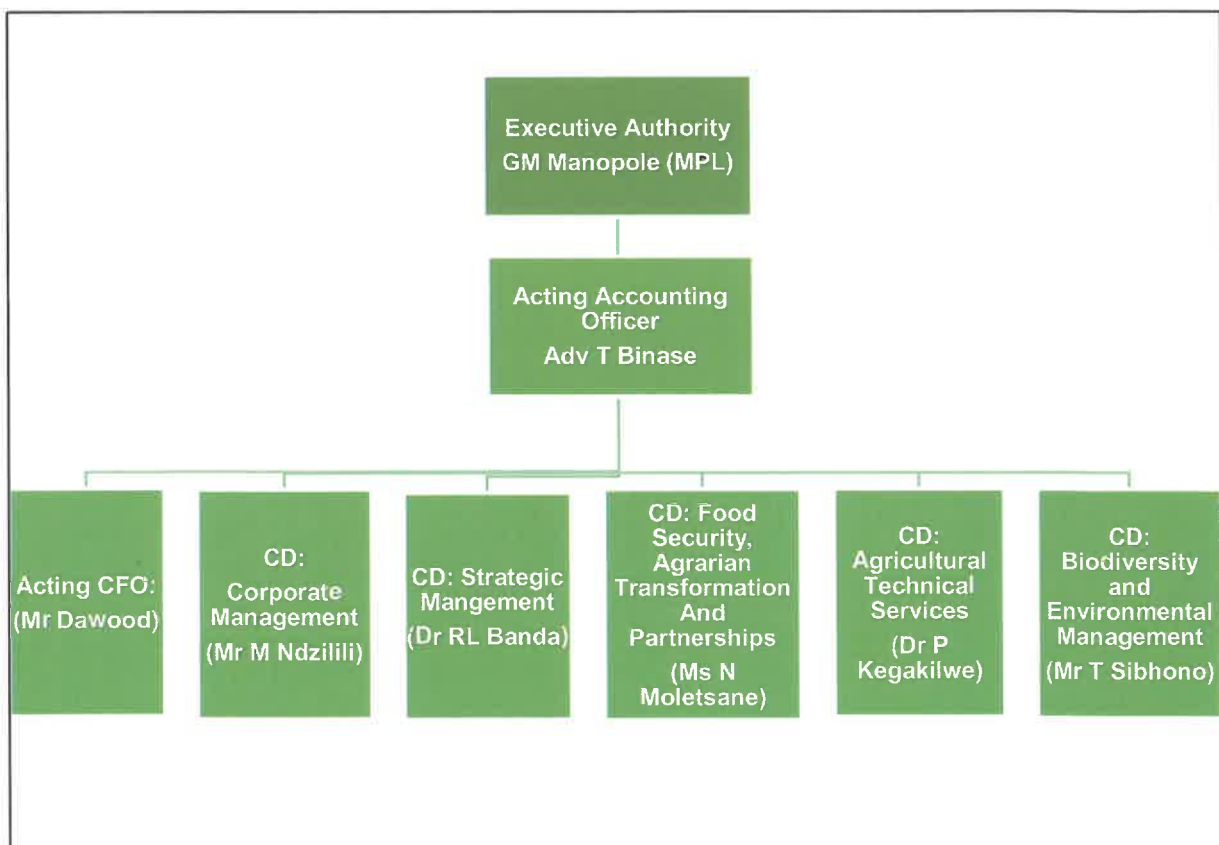 Executive Authority
GM Manopole (MPL)
Acting Accounting
Officer
Adv T Binase
Acting CFO:
(Mr Dawood)
CD:
Corporate
Management
(Mr M Ndzilili)
CD: Strategic
Mangement
(Dr RL Banda)
CD: Food
Security,
Agrarian
Transformation
And
Partnerships
(Ms N
Moletsane)
CD:
Agricultural
Technical
Services
(Dr P
Kegakilwe)
CD:
Biodiversity
and
Environmental
Management
(Mr T Sibhono)